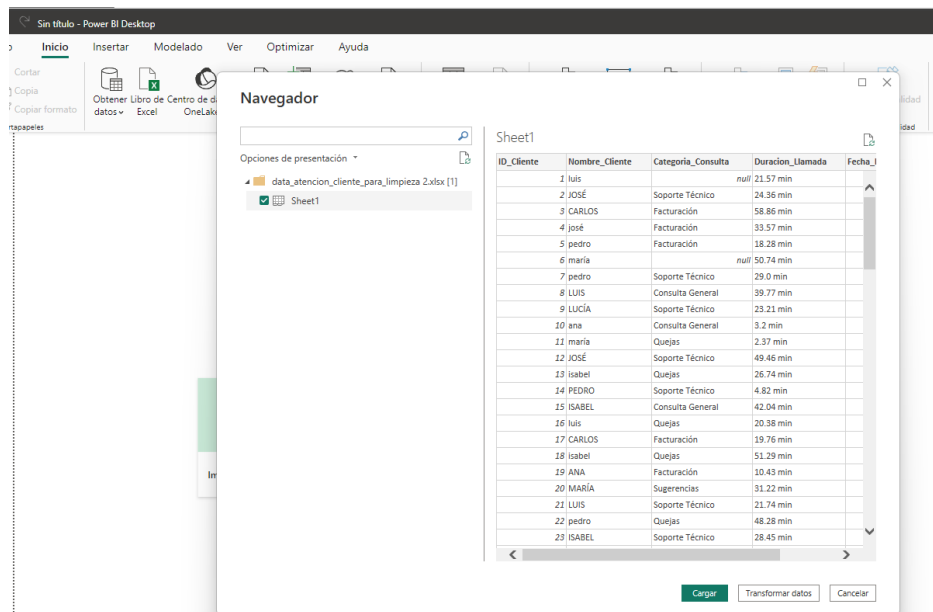 Sin título - Power BI Desktop
Inicio Insertar Modelado Ver Optimizar Ayuda
Cortar
Copia
Copiar formato
Obtener datos
Libro de Excel
Centro de
OneLake
Navegador
Opciones de presentación
data_atencion_cliente_para_limpieza 2.xlsx [1]
Sheet1
Sheet1
ID_Cliente Nombre_Cliente Categoria_Consulta Duracion_Llamada
1 luis null 21.57 min
2 JOSÉ Soporte Técnico 24.36 min
3 CARLOS Facturación 58.86 min
4 josé Facturación 33.57 min
5 pedro Facturación 18.28 min
6 maría null 50.74 min
7 pedro Soporte Técnico 29.0 min
8 LUIS Consulta General 39.77 min
9 LUCÍA Soporte Técnico 23.21 min
10 ana Consulta General 3.2 min
11 maría Quejas 2.37 min
12 JOSÉ Soporte Técnico 49.46 min
13 isabel Quejas 26.74 min
14 PEDRO Soporte Técnico 4.82 min
15 ISABEL Consulta General 42.04 min
16 luis Quejas 20.38 min
17 CARLOS Facturación 19.76 min
18 isabel Quejas 51.29 min
19 ANA Facturación 10.43 min
20 MARÍA Sugerencias 31.22 min
21 LUIS Soporte Técnico 21.74 min
22 pedro Quejas 48.28 min
23 ISABEL Soporte Técnico 28.45 min
Cargar Transformar datos Cancelar